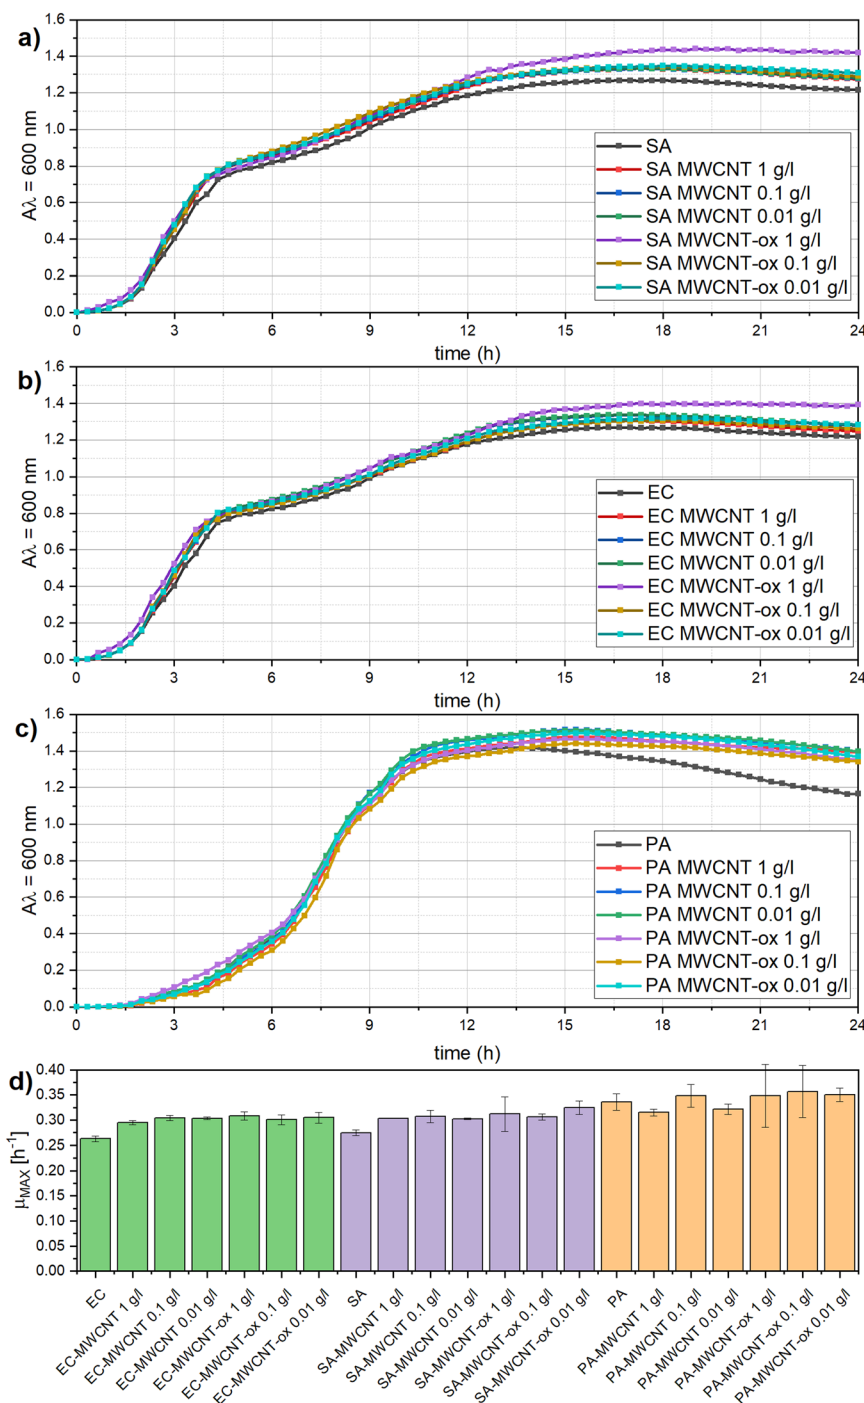 a)
1.6
1.4
1.2
1.0
0.8
0.6
0.4
0.2
0.0
Aλ = 600 nm
SA
SA MWCNT 1 g/l
SA MWCNT 0.1 g/l
SA MWCNT 0.01 g/l
SA MWCNT-ox 1 g/l
SA MWCNT-ox 0.1 g/l
SA MWCNT-ox 0.01 g/l
0 3 6 9 12 15 18 21 24
time (h)
b)
1.6
1.4
1.2
1.0
0.8
0.6
0.4
0.2
0.0
Aλ = 600 nm
EC
EC MWCNT 1 g/l
EC MWCNT 0.1 g/l
EC MWCNT 0.01 g/l
EC MWCNT-ox 1 g/l
EC MWCNT-ox 0.1 g/l
EC MWCNT-ox 0.01 g/l
0 3 6 9 12 15 18 21 24
time (h)
c)
1.6
1.4
1.2
1.0
0.8
0.6
0.4
0.2
0.0
Aλ = 600 nm
PA
PA MWCNT 1 g/l
PA MWCNT 0.1 g/l
PA MWCNT 0.01 g/l
PA MWCNT-ox 1 g/l
PA MWCNT-ox 0.1 g/l
PA MWCNT-ox 0.01 g/l
0 3 6 9 12 15 18 21 24
time (h)
d)
0.40
0.35
0.30
0.25
0.20
0.15
0.10
0.05
0.00
μMAX [h-1]
EC
EC-MWCNT 1 g/l
EC-MWCNT 0.1 g/l
EC-MWCNT 0.01 g/l
EC-MWCNT-ox 1 g/l
EC-MWCNT-ox 0.1 g/l
EC-MWCNT-ox 0.01 g/l
SA
SA-MWCNT 1 g/l
SA-MWCNT 0.1 g/l
SA-MWCNT 0.01 g/l
SA-MWCNT-ox 1 g/l
SA-MWCNT-ox 0.1 g/l
SA-MWCNT-ox 0.01 g/l
PA
PA-MWCNT 1 g/l
PA-MWCNT 0.1 g/l
PA-MWCNT 0.01 g/l
PA-MWCNT-ox 1 g/l
PA-MWCNT-ox 0.1 g/l
PA-MWCNT-ox 0.01 g/l